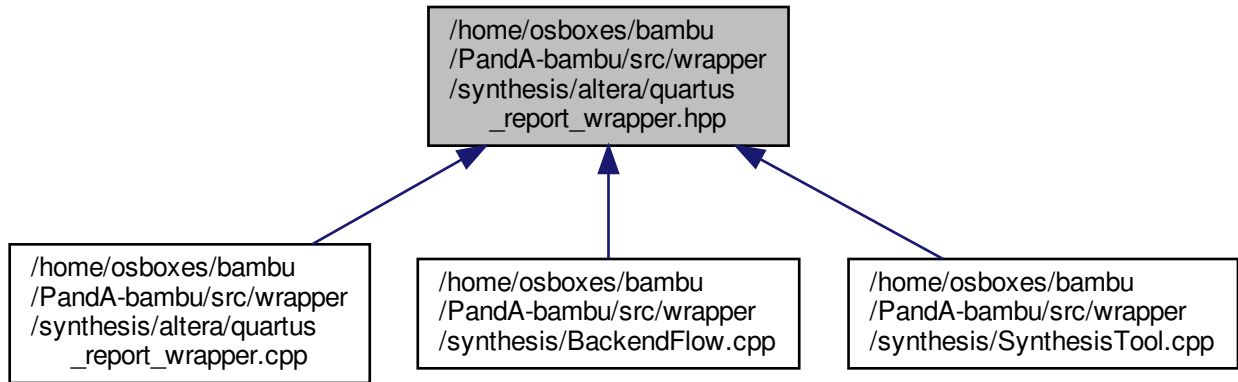 /home/osboxes/bambu
/PandA-bambu/src/wrapper
/synthesis/altera/quartus
_report_wrapper.hpp
/home/osboxes/bambu
/PandA-bambu/src/wrapper
/synthesis/altera/quartus
_report_wrapper.cpp
/home/osboxes/bambu
/PandA-bambu/src/wrapper
/synthesis/BackendFlow.cpp
/home/osboxes/bambu
/PandA-bambu/src/wrapper
/synthesis/SynthesisTool.cpp